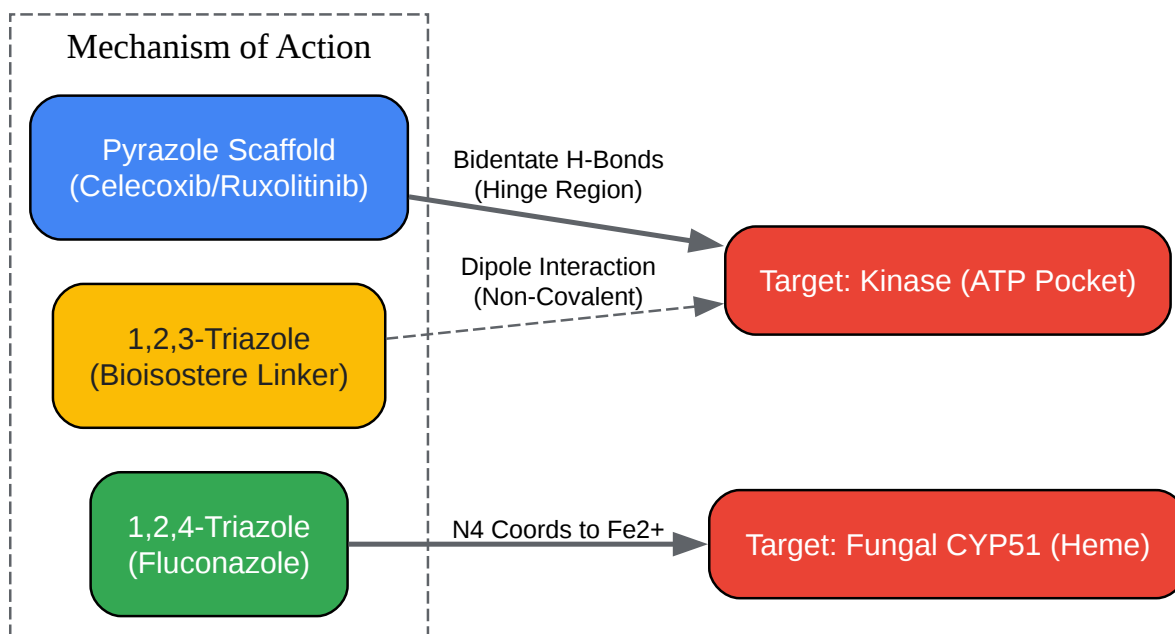 Mechanism of Action
Pyrazole Scaffold
(Celecoxib/Ruxolitinib)
Bidentate H-Bonds
(Hinge Region)
Target: Kinase (ATP Pocket)
Dipole Interaction
(Non-Covalent)
1,2,3-Triazole
(Bioisostere Linker)
1,2,4-Triazole
(Fluconazole)
N4 Coords to Fe2+
Target: Fungal CYP51 (Heme)